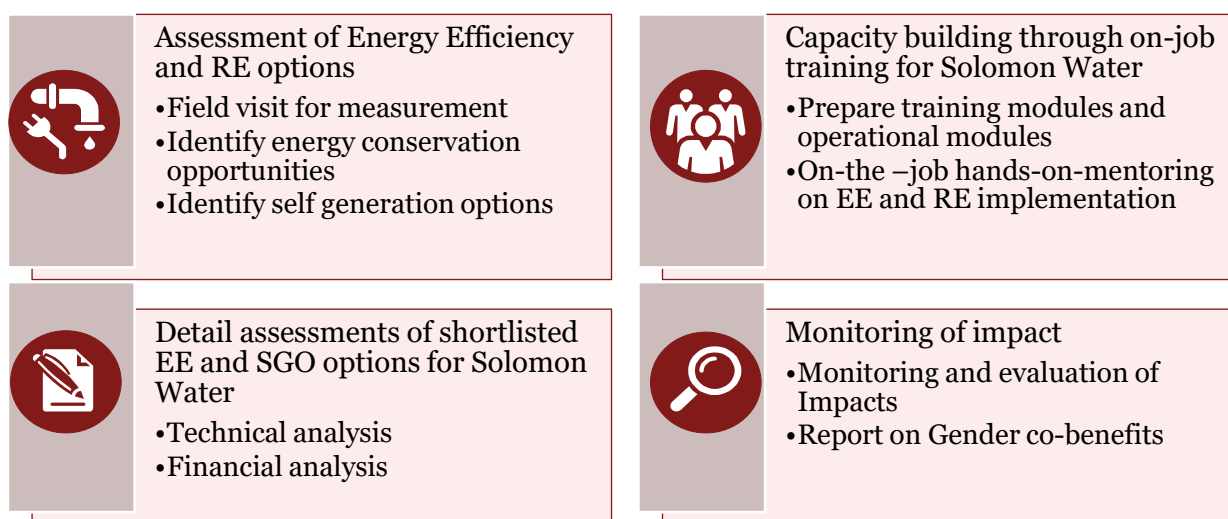 Assessment of Energy Efficiency
and RE options
•Field visit for measurement
•Identify energy conservation
opportunities
•Identify self generation options
Detail assessments of shortlisted
EE and SGO options for Solomon
Water
•Technical analysis
•Financial analysis
Capacity building through on-job
training for Solomon Water
•Prepare training modules and
operational modules
•On-the –job hands-on-mentoring
on EE and RE implementation
Monitoring of impact
•Monitoring and evaluation of
Impacts
•Report on Gender co-benefits